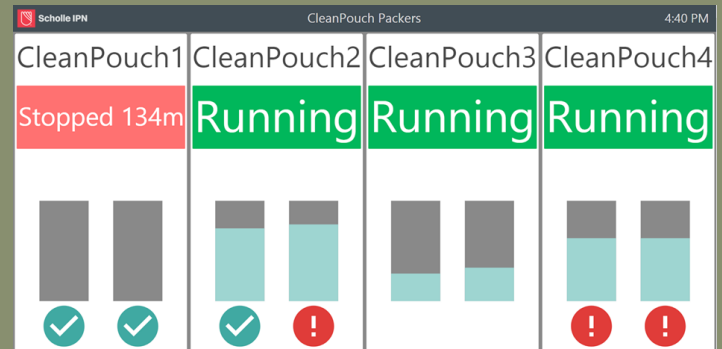 Scholle IPN
CleanPouch Packers
4:40 PM
CleanPouch1
CleanPouch2
CleanPouch3
CleanPouch4
Stopped 134m
Running
Running
Running